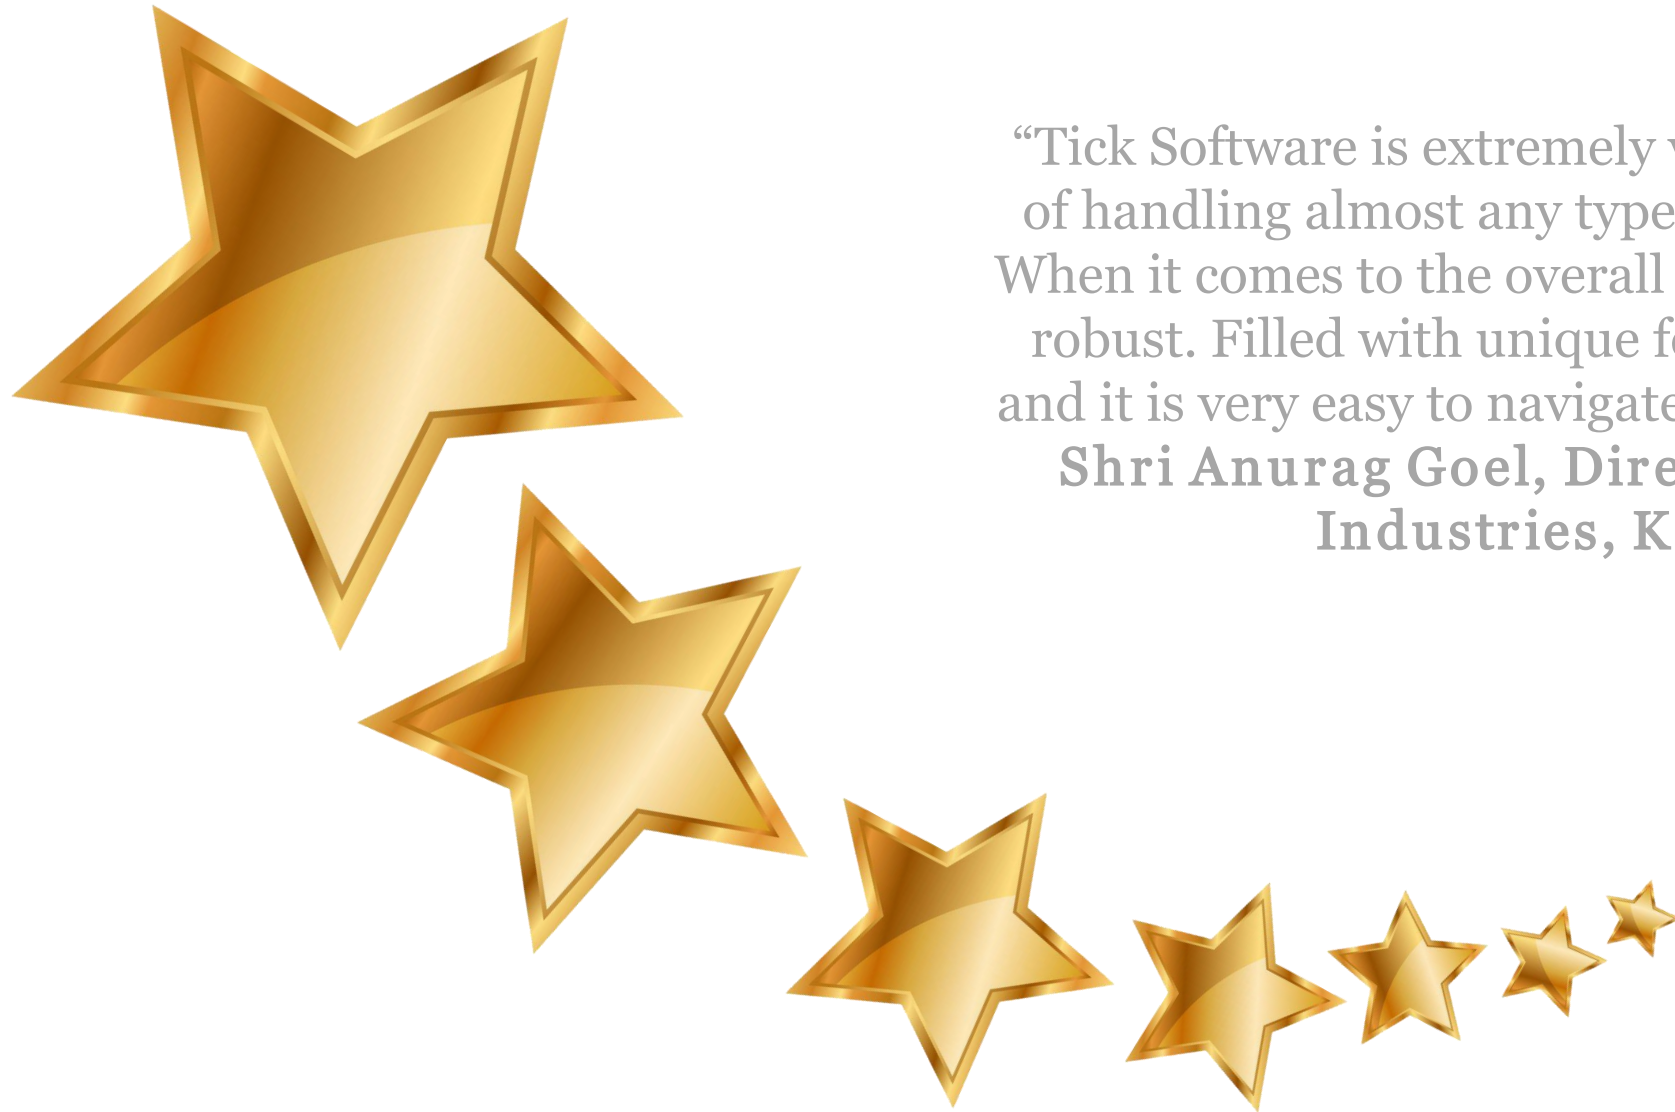 “Tick Software is extremely
of handling almost any type
When it comes to the overall
robust. Filled with unique
and it is very easy to navigate
Shri Anurag Goel,
Industries,